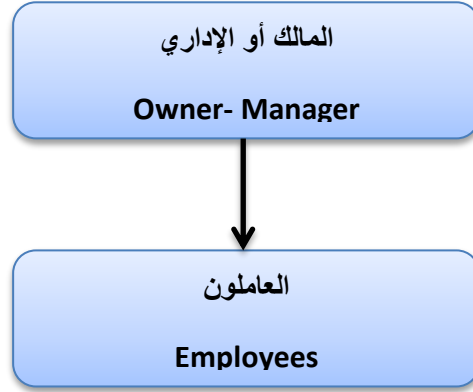 المالك أو الإداري
Owner- Manager
العاملون
Employees